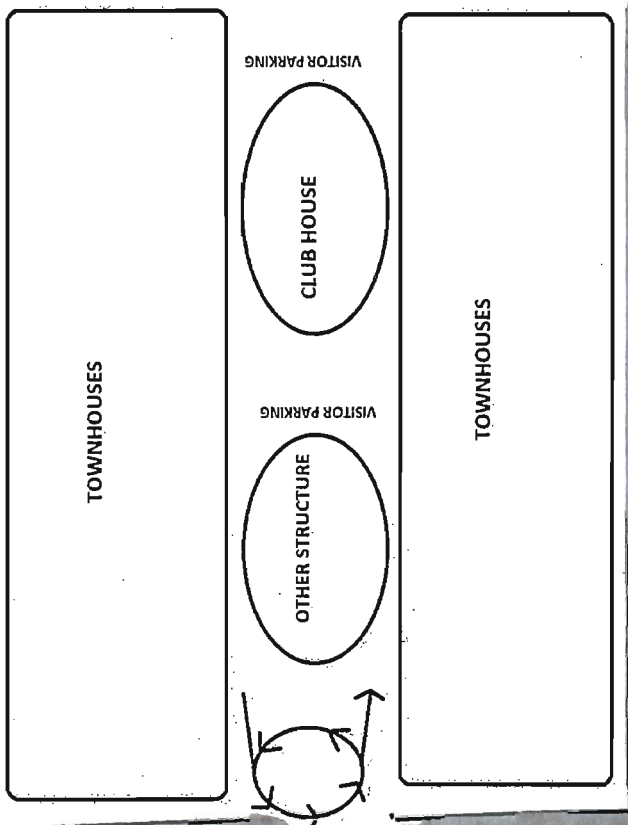 VISITOR PARKING
CLUB HOUSE
TOWNHOUSES
TOWNHOUSES
VISITOR PARKING
OTHER STRUCTURE